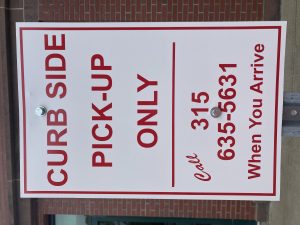 CURB SIDE
PICK-UP
ONLY
Call 315
635-5631
When You Arrive